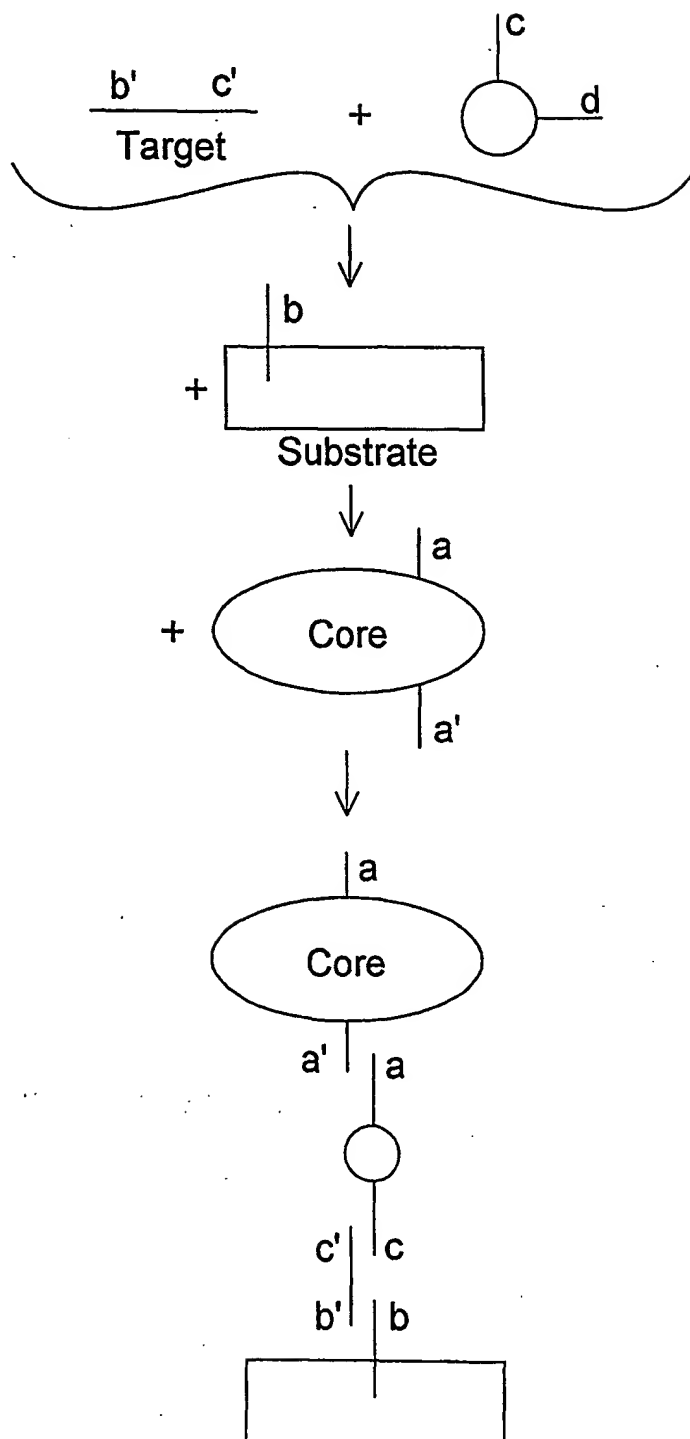 c
b' c' + d
Target
b
+
Substrate
a
+ Core
a'
a
Core
a' a
c' c
b' b